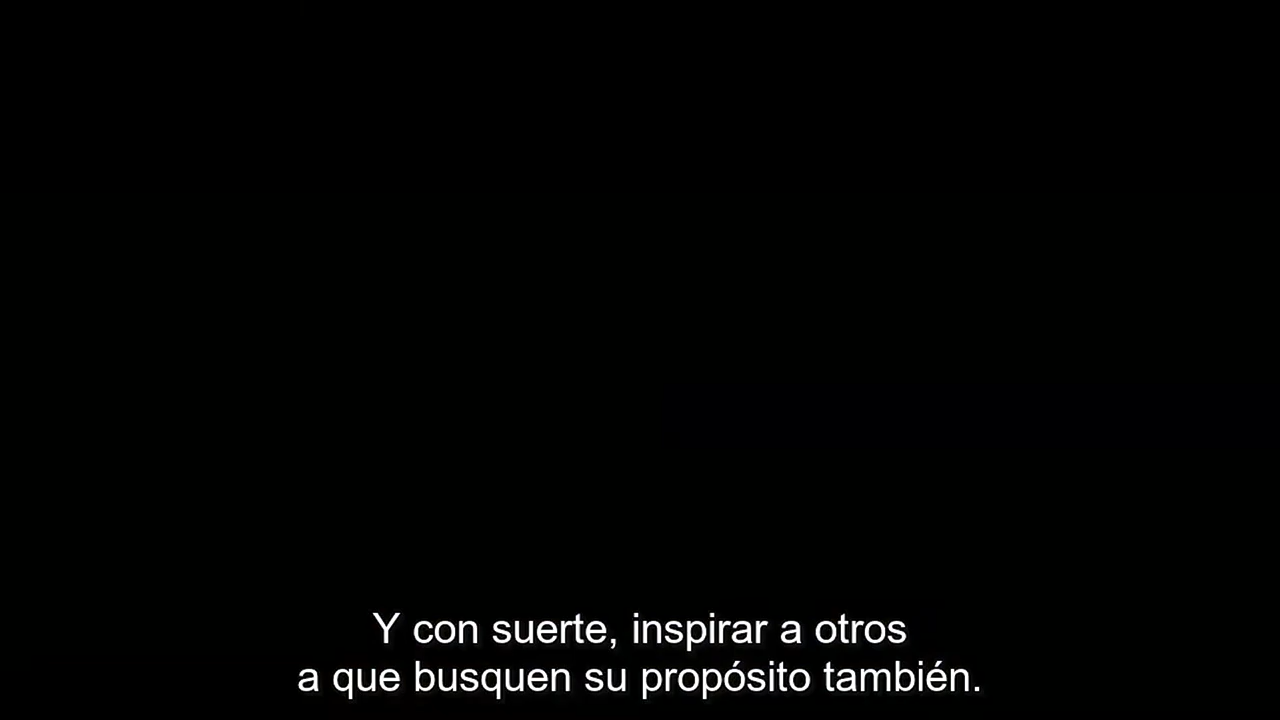 Y con suerte, inspirar a otros
a que busquen su propósito también.